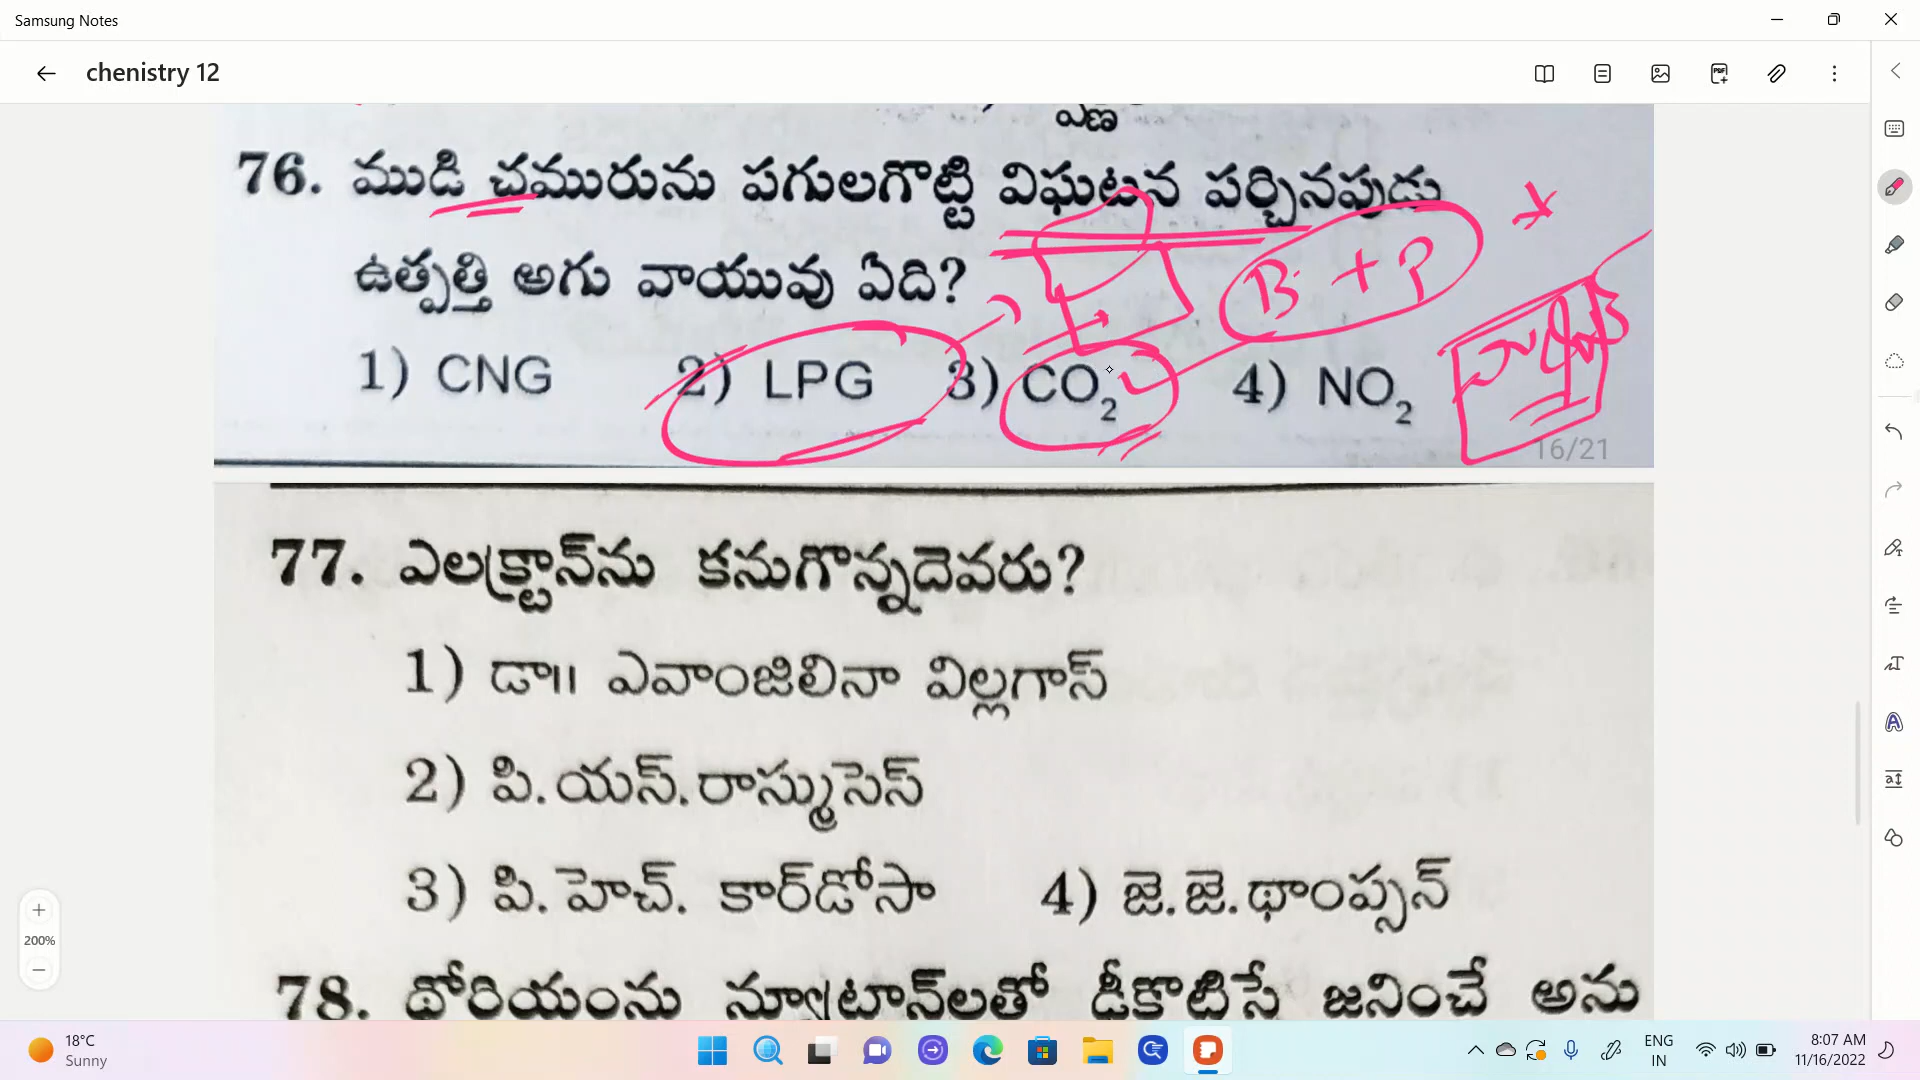 Samsung Notes
chenistry 12
76. ముడి చమురును పగులగొట్టి విఘటన పర్చినపుడు
ఉత్పత్తి అగు వాయువు ఏది?
B + P
1) CNG 2) LPG 3) CO₂ 4) NO₂
16/21
77. ఎలక్ట్రాన్‌ను కనుగొన్నదెవరు?
1) డా॥ ఎవాంజిలినా విల్లగాస్
2) పి.యస్.రాస్ముసెస్
3) పి.హెచ్. కార్‌డోసా 4) జె.జె.థాంప్సన్
78. థోరియంను న్యూట్రాన్‌లతో ఢీకొటిసే జనించే అను
200%
18°C
Sunny
ENG
IN
8:07 AM
11/16/2022